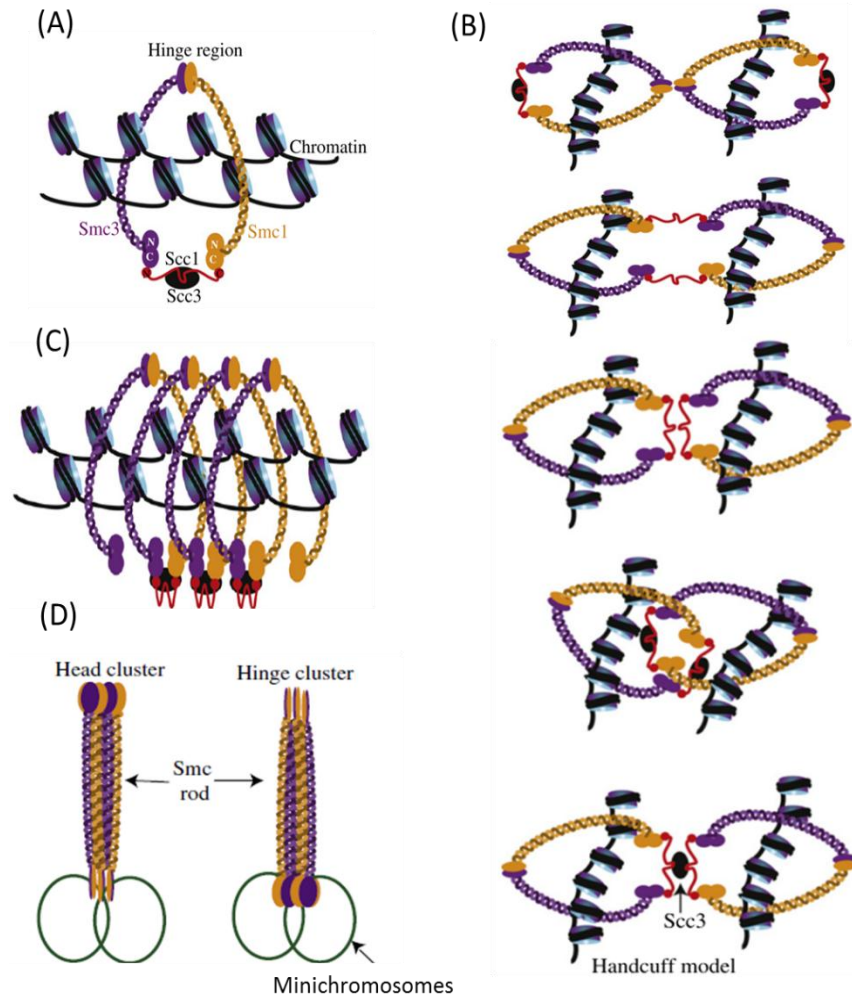 (A)
Hinge region
Chromatin
Smc3
Smc1
N
C
N
C
Scc1
Scc3
(B)
(C)
(D)
Head cluster
Hinge cluster
Smc
rod
Minichromosomes
Scc3
Handcuff model